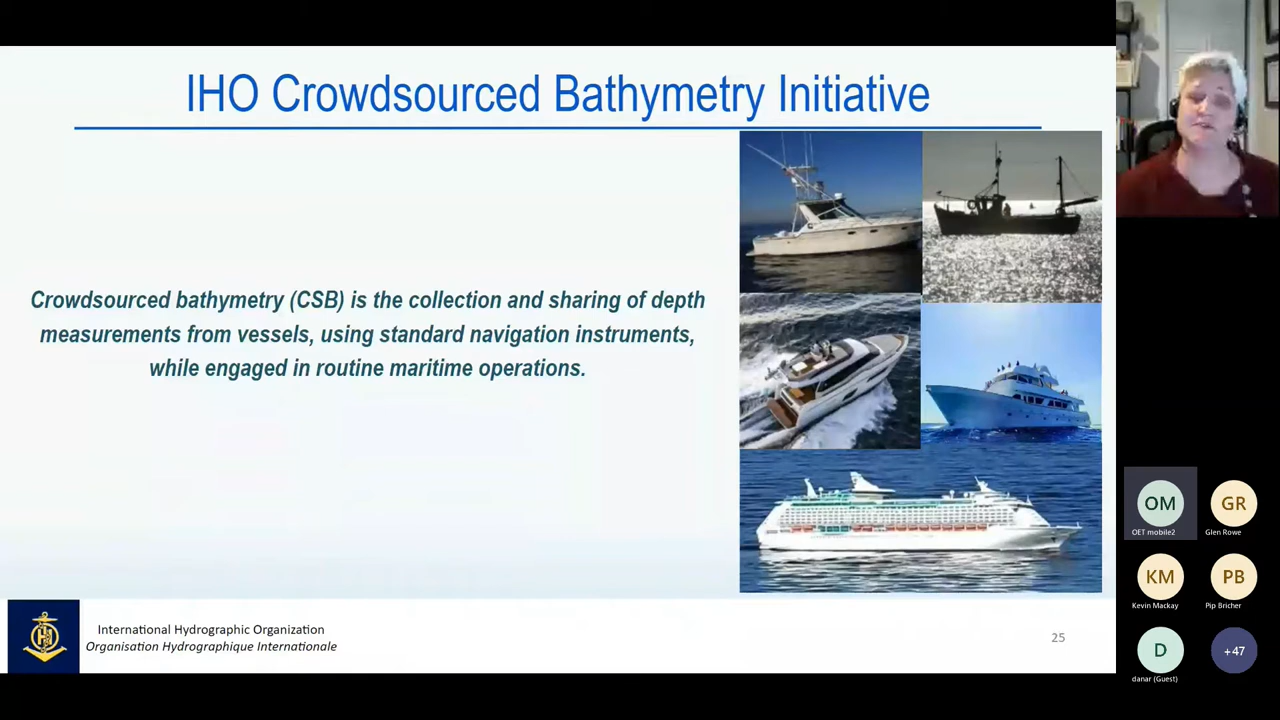 IHO Crowdsourced Bathymetry Initiative
Crowdsourced bathymetry (CSB) is the collection and sharing of depth
measurements from vessels, using standard navigation instruments,
while engaged in routine maritime operations.
International Hydrographic Organization
Organisation Hydrographique Internationale
25
OM
OET mobile2
GR
Glen Rowe
KM
Kevin Mackay
PB
Pip Bricher
D
danar (Guest)
+47